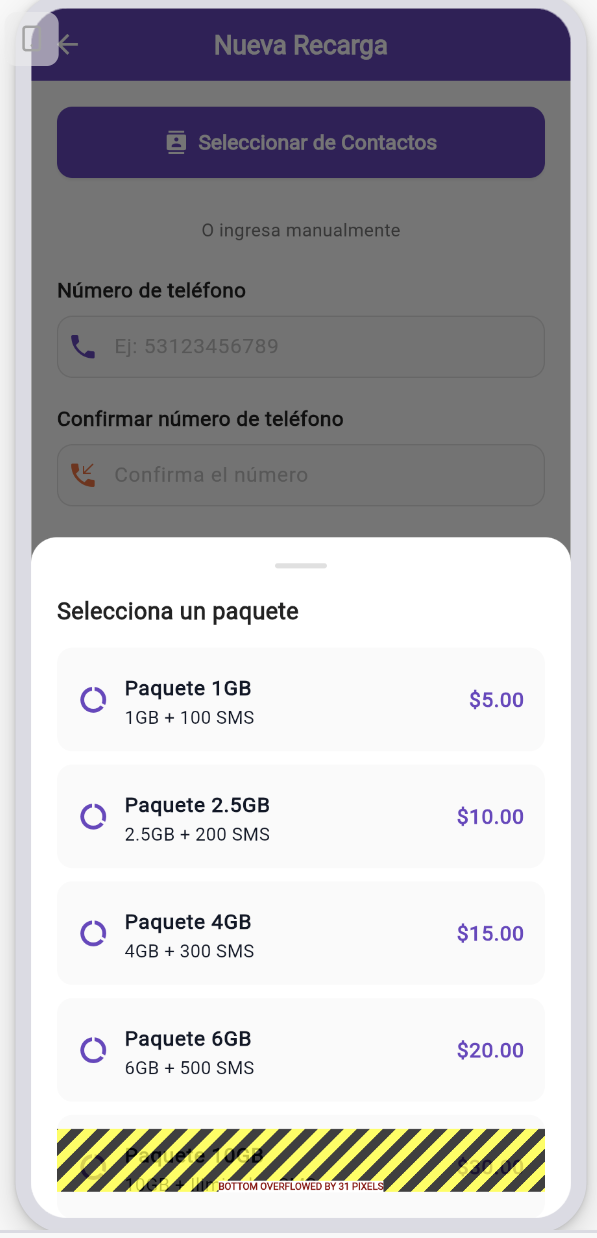 Nueva Recarga
Seleccionar de Contactos
O ingresa manualmente
Número de teléfono
Ej: 53123456789
Confirmar número de teléfono
Confirma el número
Selecciona un paquete
Paquete 1GB
1GB + 100 SMS
$5.00
Paquete 2.5GB
2.5GB + 200 SMS
$10.00
Paquete 4GB
4GB + 300 SMS
$15.00
Paquete 6GB
6GB + 500 SMS
$20.00
Paquete 10GB
$30.00
10GB +
BOTTOM OVERFLOWED BY 31 PIXELS